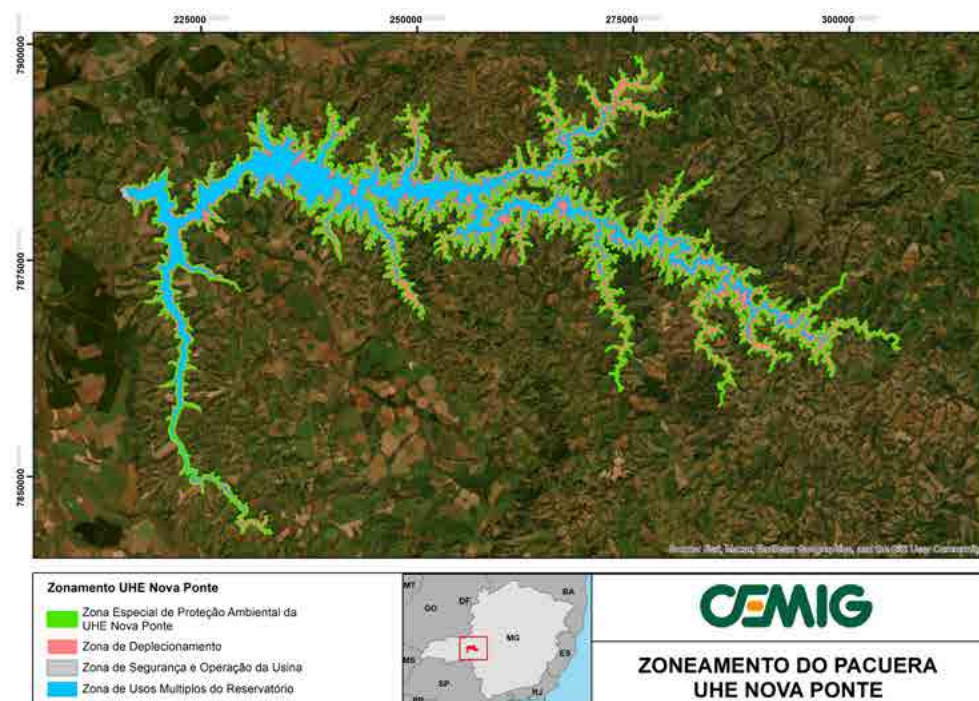 225000 250000 275000 300000
7900000
7875000
7850000
Zonamento UHE Nova Ponte
Zona Especial de Proteção Ambiental da
UHE Nova Ponte
Zona de Deplecionamento
Zona de Segurança e Operação da Usina
Zona de Usos Multiplos do Reservatório
MT
GO
DF
BA
MG
MS
ES
SP
RJ
PR
CEMIG
ZONEAMENTO DO PACUERA
UHE NOVA PONTE